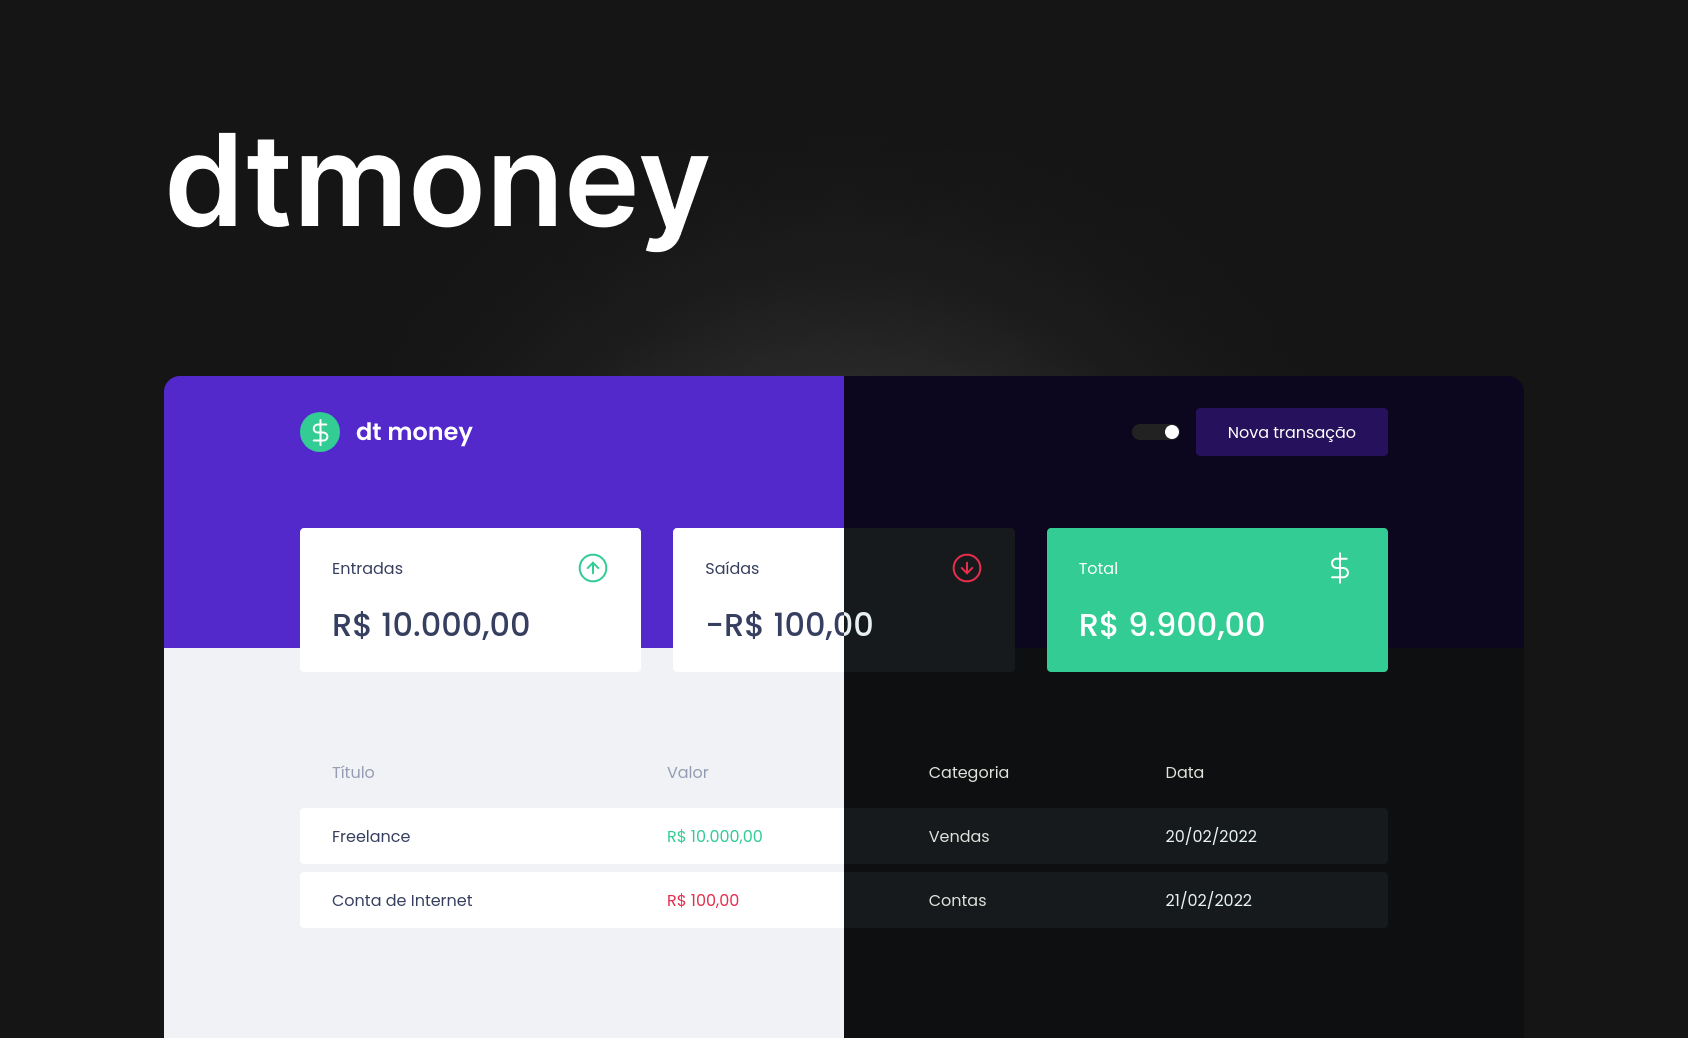 dtmoney
dt money
Nova transação
Entradas
Saídas
Total
R$ 10.000,00
-R$ 100,00
R$ 9.900,00
Título Valor Categoria Data
Freelance R$ 10.000,00 Vendas 20/02/2022
Conta de Internet R$ 100,00 Contas 21/02/2022